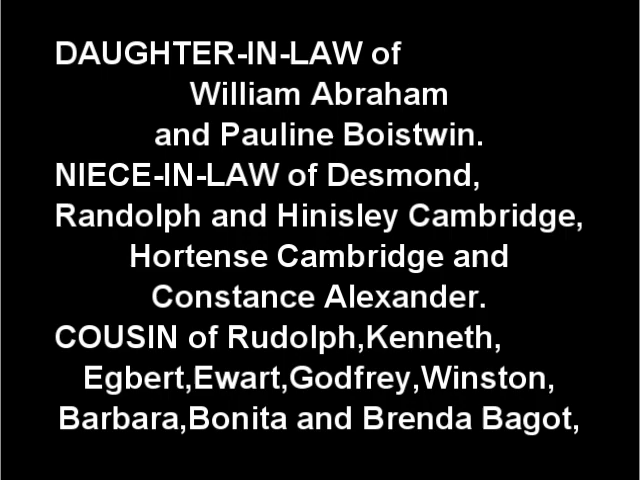 DAUGHTER-IN-LAW of
William Abraham
and Pauline Boistwin.
NIECE-IN-LAW of Desmond,
Randolph and Hinisley Cambridge,
Hortense Cambridge and
Constance Alexander.
COUSIN of Rudolph,Kenneth,
Egbert,Ewart,Godfrey,Winston,
Barbara,Bonita and Brenda Bagot,